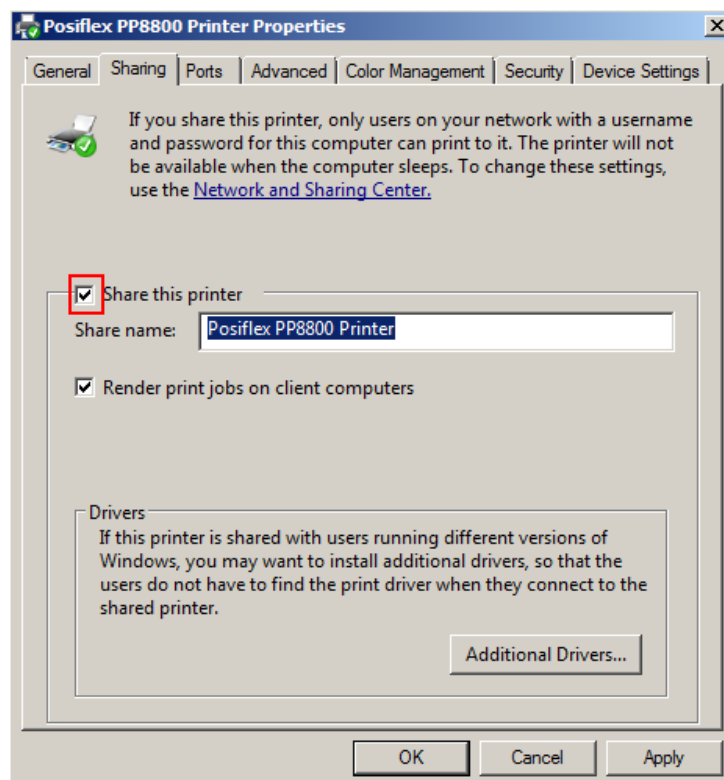 Posiflex PP8800 Printer Properties
General Sharing Ports Advanced Color Management Security Device Settings
If you share this printer, only users on your network with a username
and password for this computer can print to it. The printer will not
be available when the computer sleeps. To change these settings,
use the Network and Sharing Center.
Share this printer
Share name: Posiflex PP8800 Printer
Render print jobs on client computers
Drivers
If this printer is shared with users running different versions of
Windows, you may want to install additional drivers, so that the
users do not have to find the print driver when they connect to the
shared printer.
Additional Drivers...
OK Cancel Apply